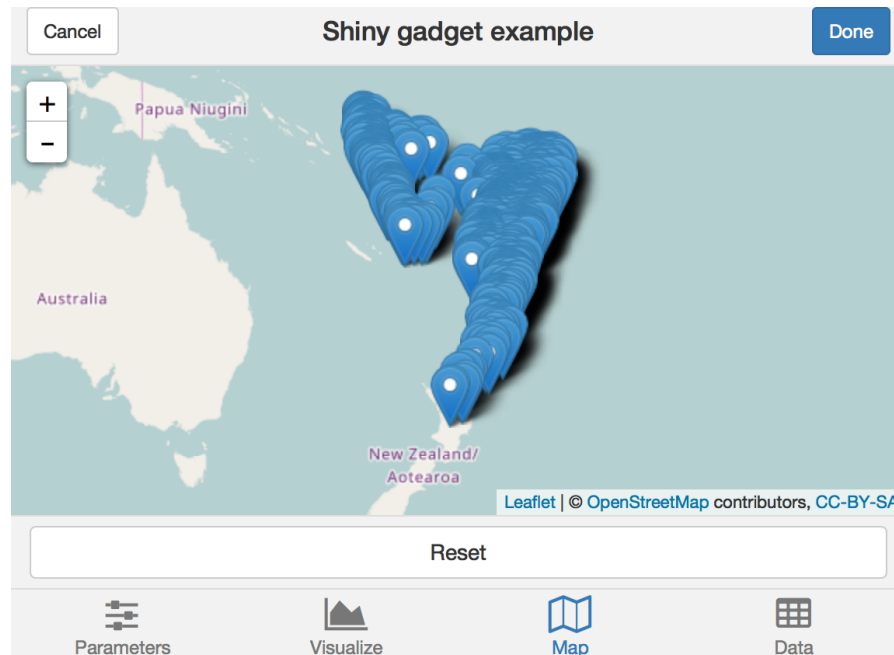 Cancel
Shiny gadget example
Done
+
−
Papua Niugini
Australia
New Zealand/
Aotearoa
Leaflet | © OpenStreetMap contributors, CC-BY-SA
Reset
Parameters
Visualize
Map
Data